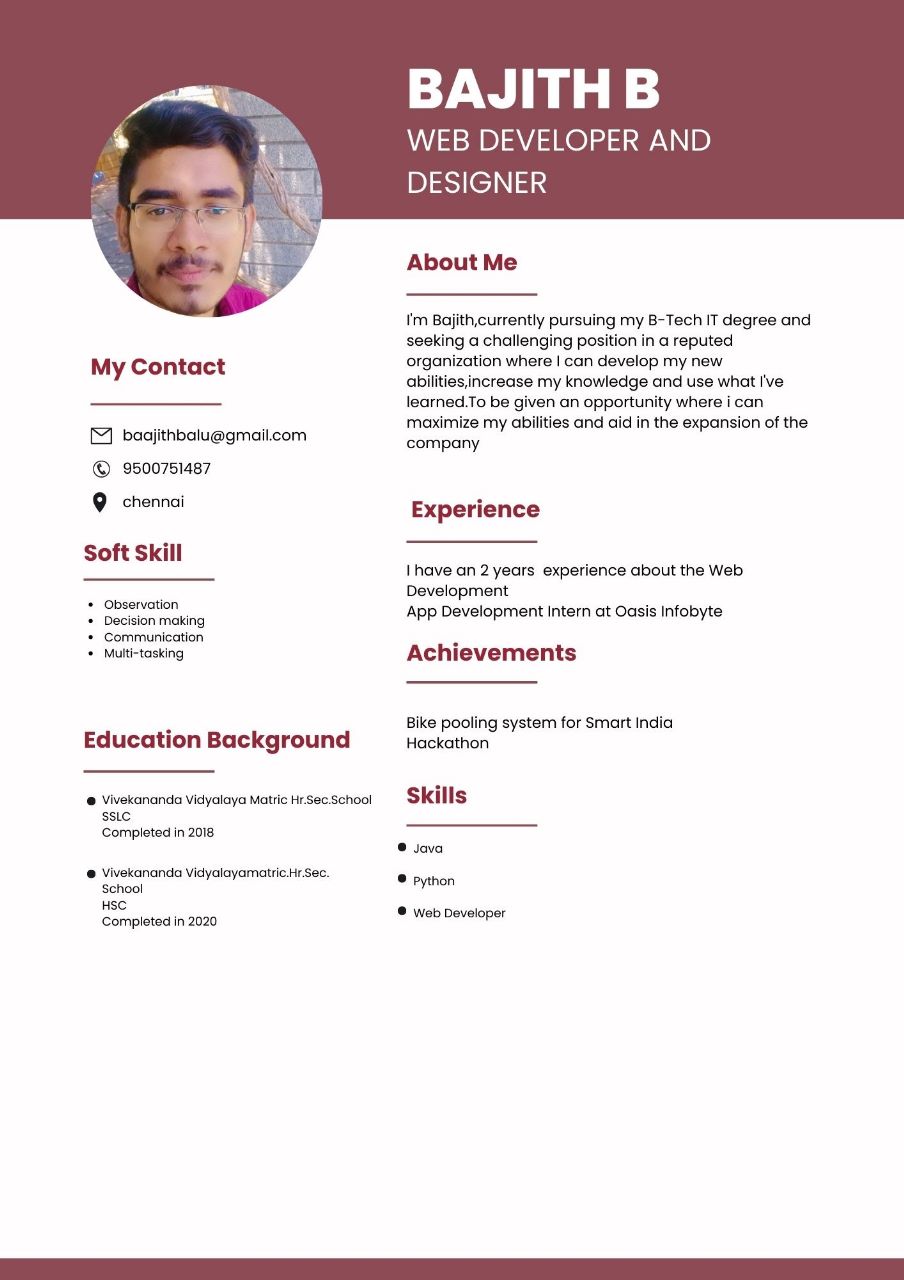 BAJITH B
WEB DEVELOPER AND
DESIGNER
My Contact
baajithbalu@gmail.com
9500751487
chennai
Soft Skill
• Observation
• Decision making
• Communication
• Multi-tasking
Education Background
• Vivekananda Vidyalaya Matric Hr.Sec.School
SSLC
Completed in 2018
• Vivekananda Vidyalayamatric.Hr.Sec.
School
HSC
Completed in 2020
About Me
I'm Bajith,currently pursuing my B-Tech IT degree and
seeking a challenging position in a reputed
organization where I can develop my new
abilities,increase my knowledge and use what I've
learned.To be given an opportunity where i can
maximize my abilities and aid in the expansion of the
company
Experience
I have an 2 years  experience about the Web
Development
App Development Intern at Oasis Infobyte
Achievements
Bike pooling system for Smart India
Hackathon
Skills
• Java
• Python
• Web Developer